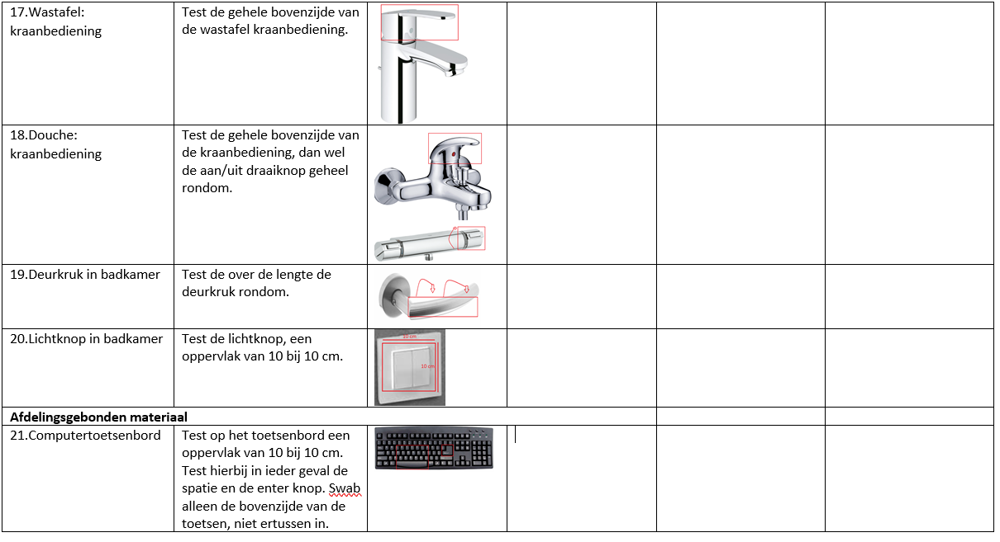 17.Wastafel:
kraanbediening
Test de gehele bovenzijde van
de wastafel kraanbediening.
18.Douche:
kraanbediening
Test de gehele bovenzijde van
de kraanbediening, dan wel
de aan/uit draaiknop geheel
rondom.
19.Deurkruk in badkamer
Test de over de lengte de
deurkruk rondom.
20.Lichtknop in badkamer
Test de lichtknop, een
oppervlak van 10 bij 10 cm.
10 cm
10 cm
Afdelingsgebonden materiaal
21.Computertoetsenbord
Test op het toetsenbord een
oppervlak van 10 bij 10 cm.
Test hierbij in ieder geval de
spatie en de enter knop. Swab
alleen de bovenzijde van de
toetsen, niet ertussen in.